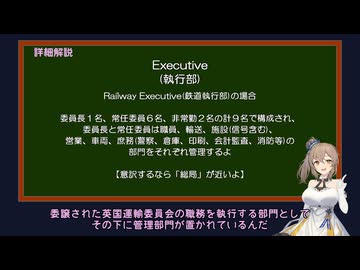 詳細解説
Executive
(執行部)
Railway Executive(鉄道執行部)の場合
委員長１名、常任委員６名、非常勤２名の計９名で構成され、
委員長と常任委員は職員、輸送、施設(信号含む)、
営業、車両、庶務(警察、倉庫、印刷、会計監査、消防等)の
部門をそれぞれ管理するよ
【意訳するなら「総局」が近いよ】
委譲された英国運輸委員会の職務を執行する部門として
その下に管理部門が置かれているんだ